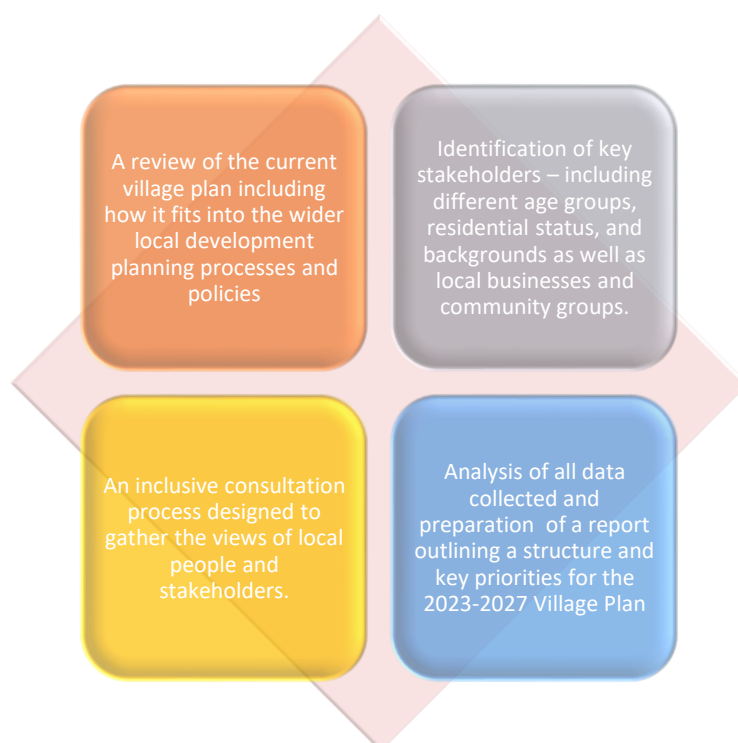 A review of the current
village plan including
how it fits into the wider
local development
planning processes and
policies
Identification of key
stakeholders – including
different age groups,
residential status, and
backgrounds as well as
local businesses and
community groups.
An inclusive consultation
process designed to
gather the views of local
people and
stakeholders.
Analysis of all data
collected and
preparation  of a report
outlining a structure and
key priorities for the
2023-2027 Village Plan